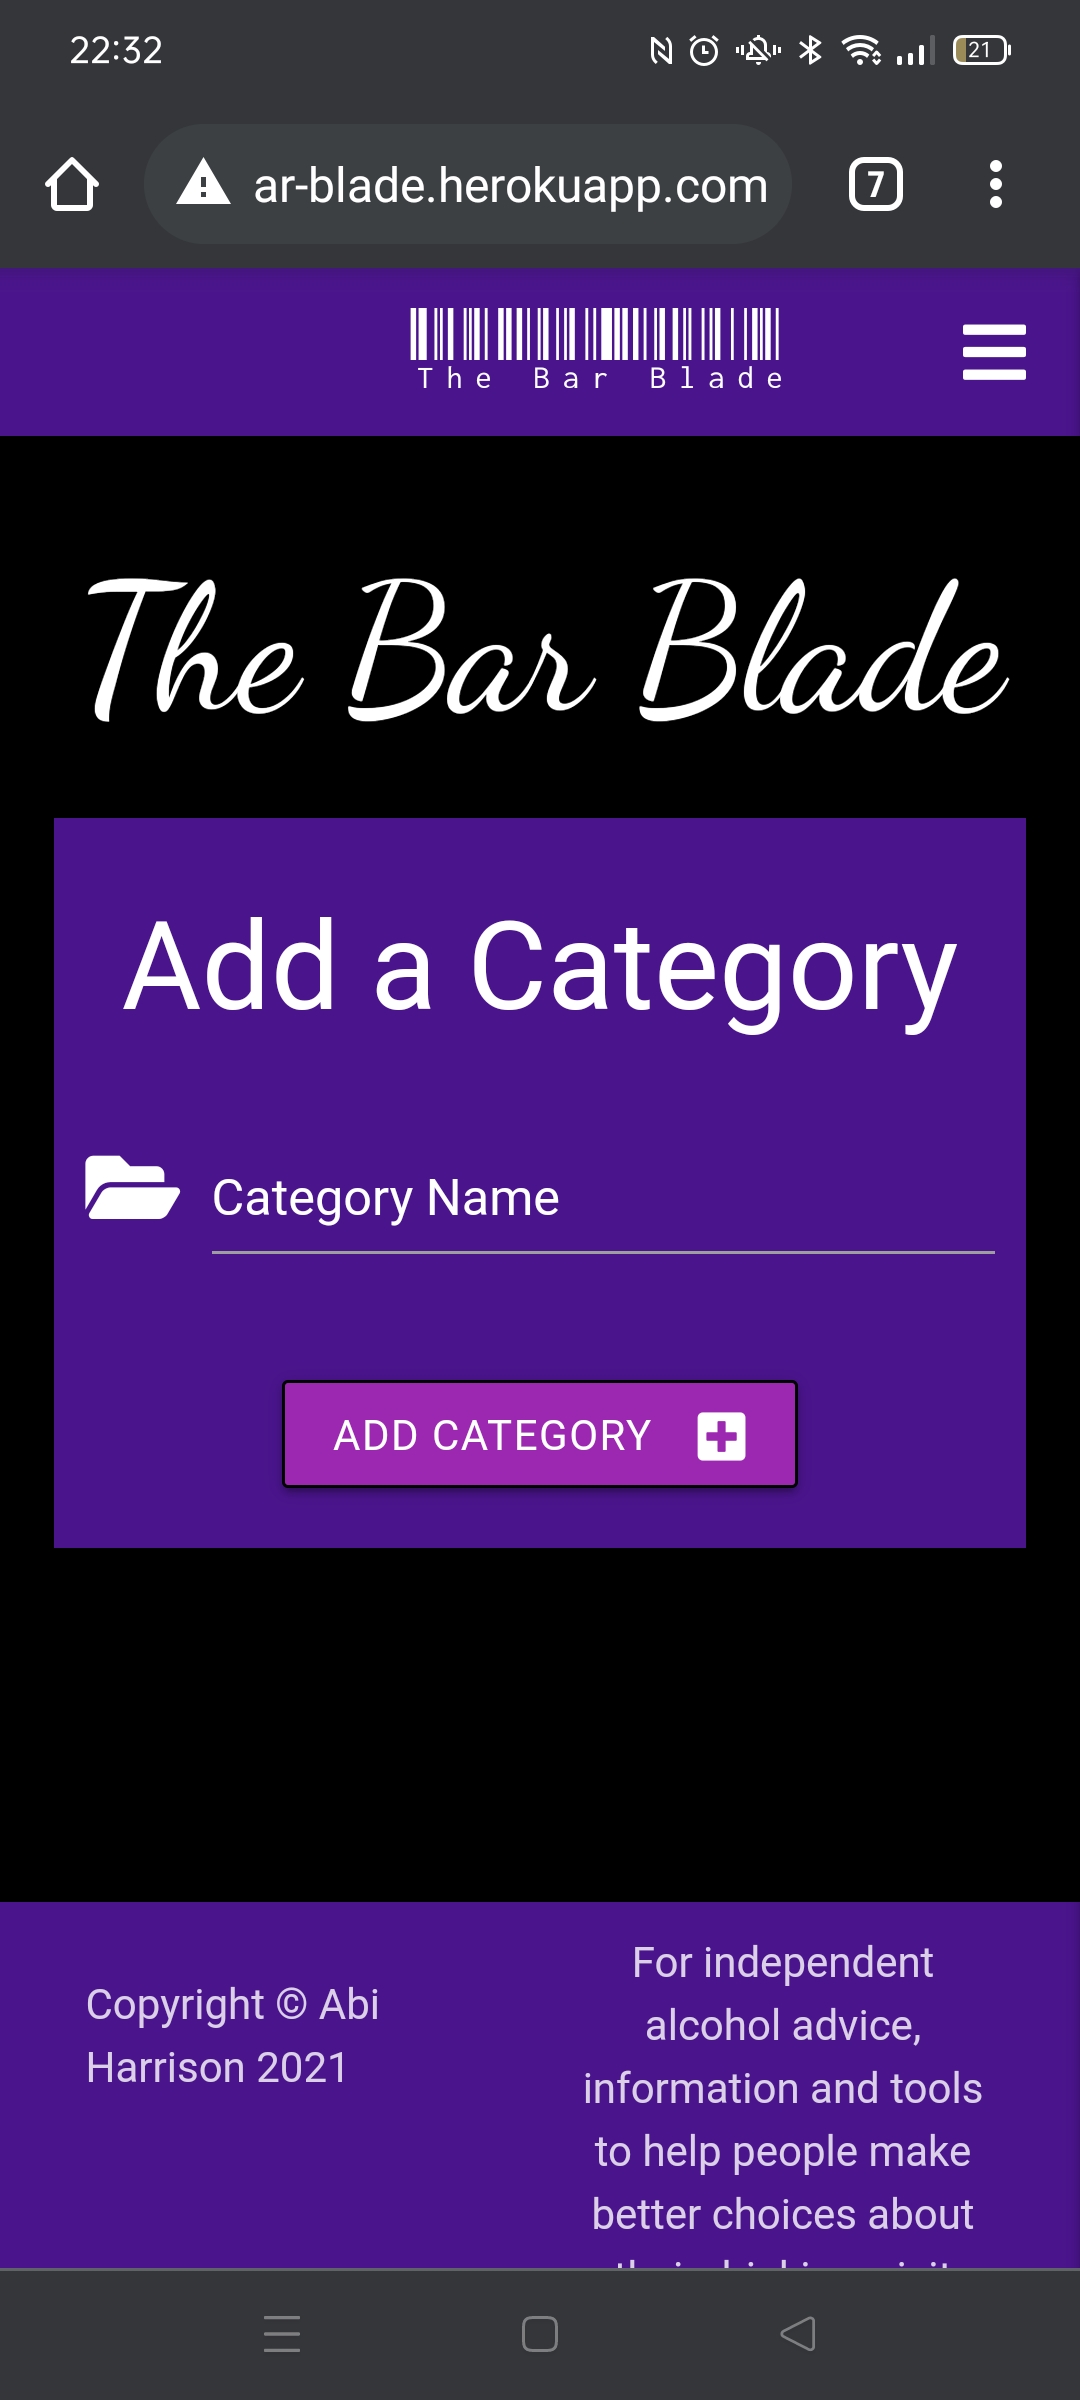 22:32
21
ar-blade.herokuapp.com
7
The Bar Blade
The Bar Blade
Add a Category
Category Name
ADD CATEGORY
Copyright © Abi
Harrison 2021
For independent
alcohol advice,
information and tools
to help people make
better choices about